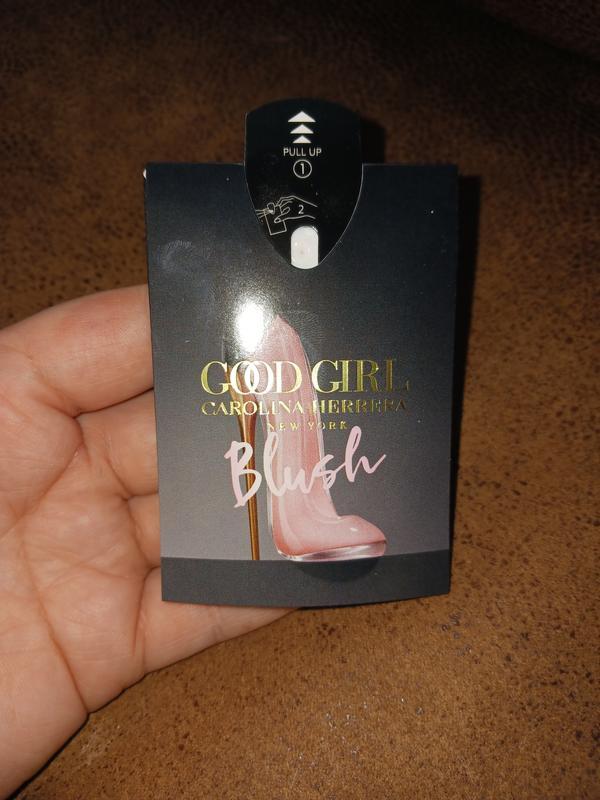 PULL UP
1
2
GOOD GIRL
CAROLINA HERRERA
NEW YORK
Blush